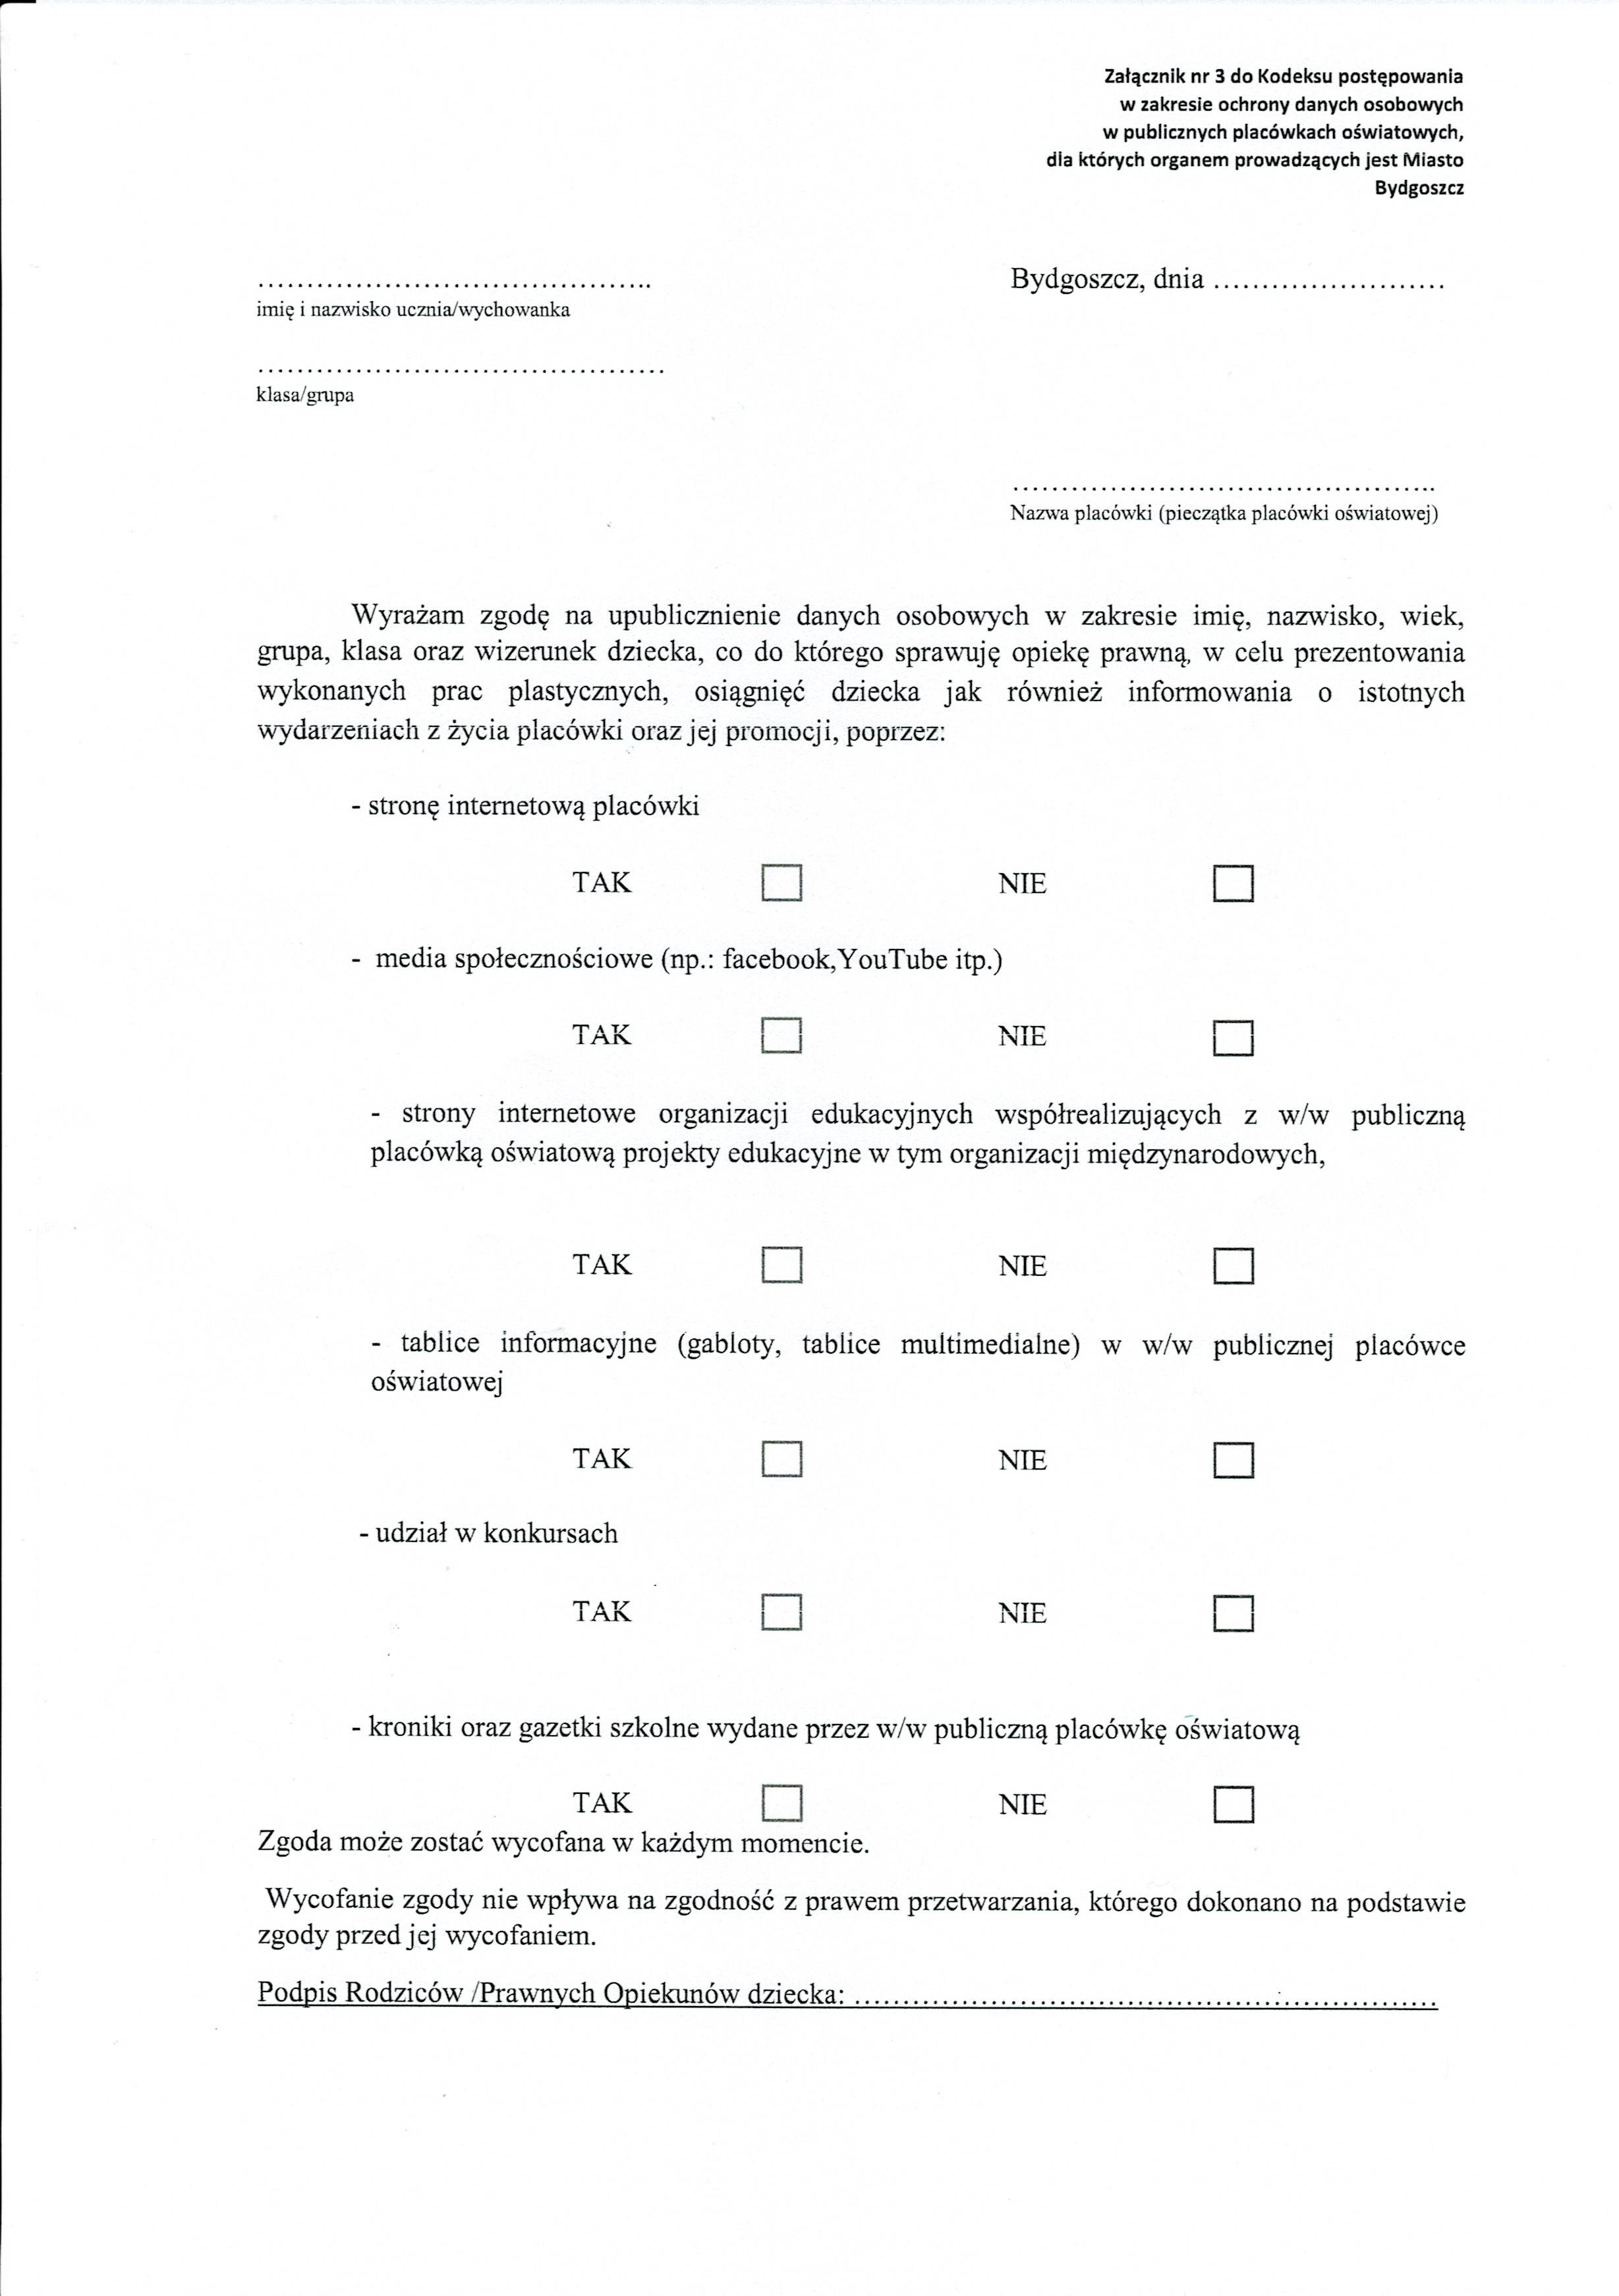 Załącznik nr 3 do Kodeksu postępowania
w zakresie ochrony danych osobowych
w publicznych placówkach oświatowych,
dla których organem prowadzących jest Miasto
Bydgoszcz
Bydgoszcz, dnia ........................
..........................................
imię i nazwisko ucznia/wychowanka
..........................................
klasa/grupa
............................................
Nazwa placówki (pieczątka placówki oświatowej)
Wyrażam zgodę na upublicznienie danych osobowych w zakresie imię, nazwisko, wiek,
grupa, klasa oraz wizerunek dziecka, co do którego sprawuję opiekę prawną, w celu prezentowania
wykonanych prac plastycznych, osiągnięć dziecka jak również informowania o istotnych
wydarzeniach z życia placówki oraz jej promocji, poprzez:
- stronę internetową placówki
TAK NIE
- media społecznościowe (np.: facebook,YouTube itp.)
TAK NIE
- strony internetowe organizacji edukacyjnych współrealizujących z w/w publiczną
placówką oświatową projekty edukacyjne w tym organizacji międzynarodowych,
TAK NIE
- tablice informacyjne (gabloty, tablice multimedialne) w w/w publicznej placówce
oświatowej
TAK NIE
- udział w konkursach
TAK NIE
- kroniki oraz gazetki szkolne wydane przez w/w publiczną placówkę oświatową
TAK NIE
Zgoda może zostać wycofana w każdym momencie.
Wycofanie zgody nie wpływa na zgodność z prawem przetwarzania, którego dokonano na podstawie
zgody przed jej wycofaniem.
Podpis Rodziców /Prawnych Opiekunów dziecka: ............................................................